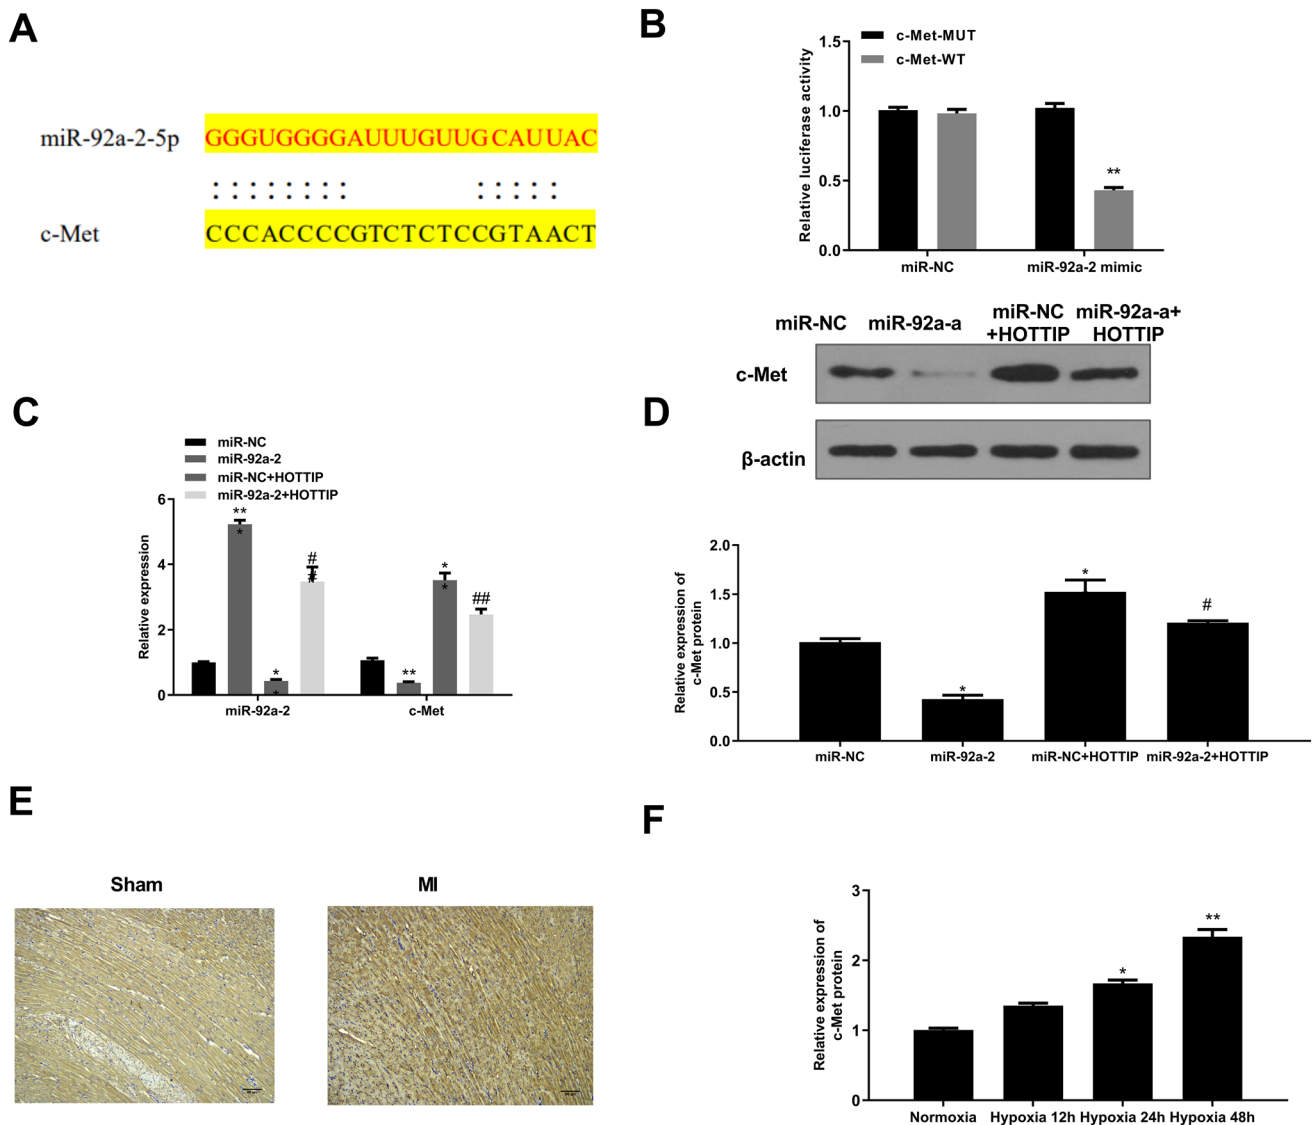 A
miR-92a-2-5p GGGUGGGGAUUUGUUGCAUUAC
c-Met CCCACCCCGTCTCTCCGTAACT
B
c-Met-MUT
c-Met-WT
Relative luciferase activity
1.5
1.0
0.5
0.0
**
miR-NC miR-92a-2 mimic
C
miR-NC
miR-92a-2
miR-NC+HOTTIP
miR-92a-2+HOTTIP
Relative expression
6
4
2
0
**
*
*
*
#
#
**
*
*
##
miR-92a-2 c-Met
D
miR-NC miR-92a-a miR-NC +HOTTIP miR-92a-a+ HOTTIP
c-Met
β-actin
Relative expression of
c-Met protein
2.0
1.5
1.0
0.5
0.0
*
*
#
miR-NC miR-92a-2 miR-NC+HOTTIP miR-92a-2+HOTTIP
E
Sham MI
F
Relative expression of
c-Met protein
3
2
1
0
*
**
Normoxia Hypoxia 12h Hypoxia 24h Hypoxia 48h